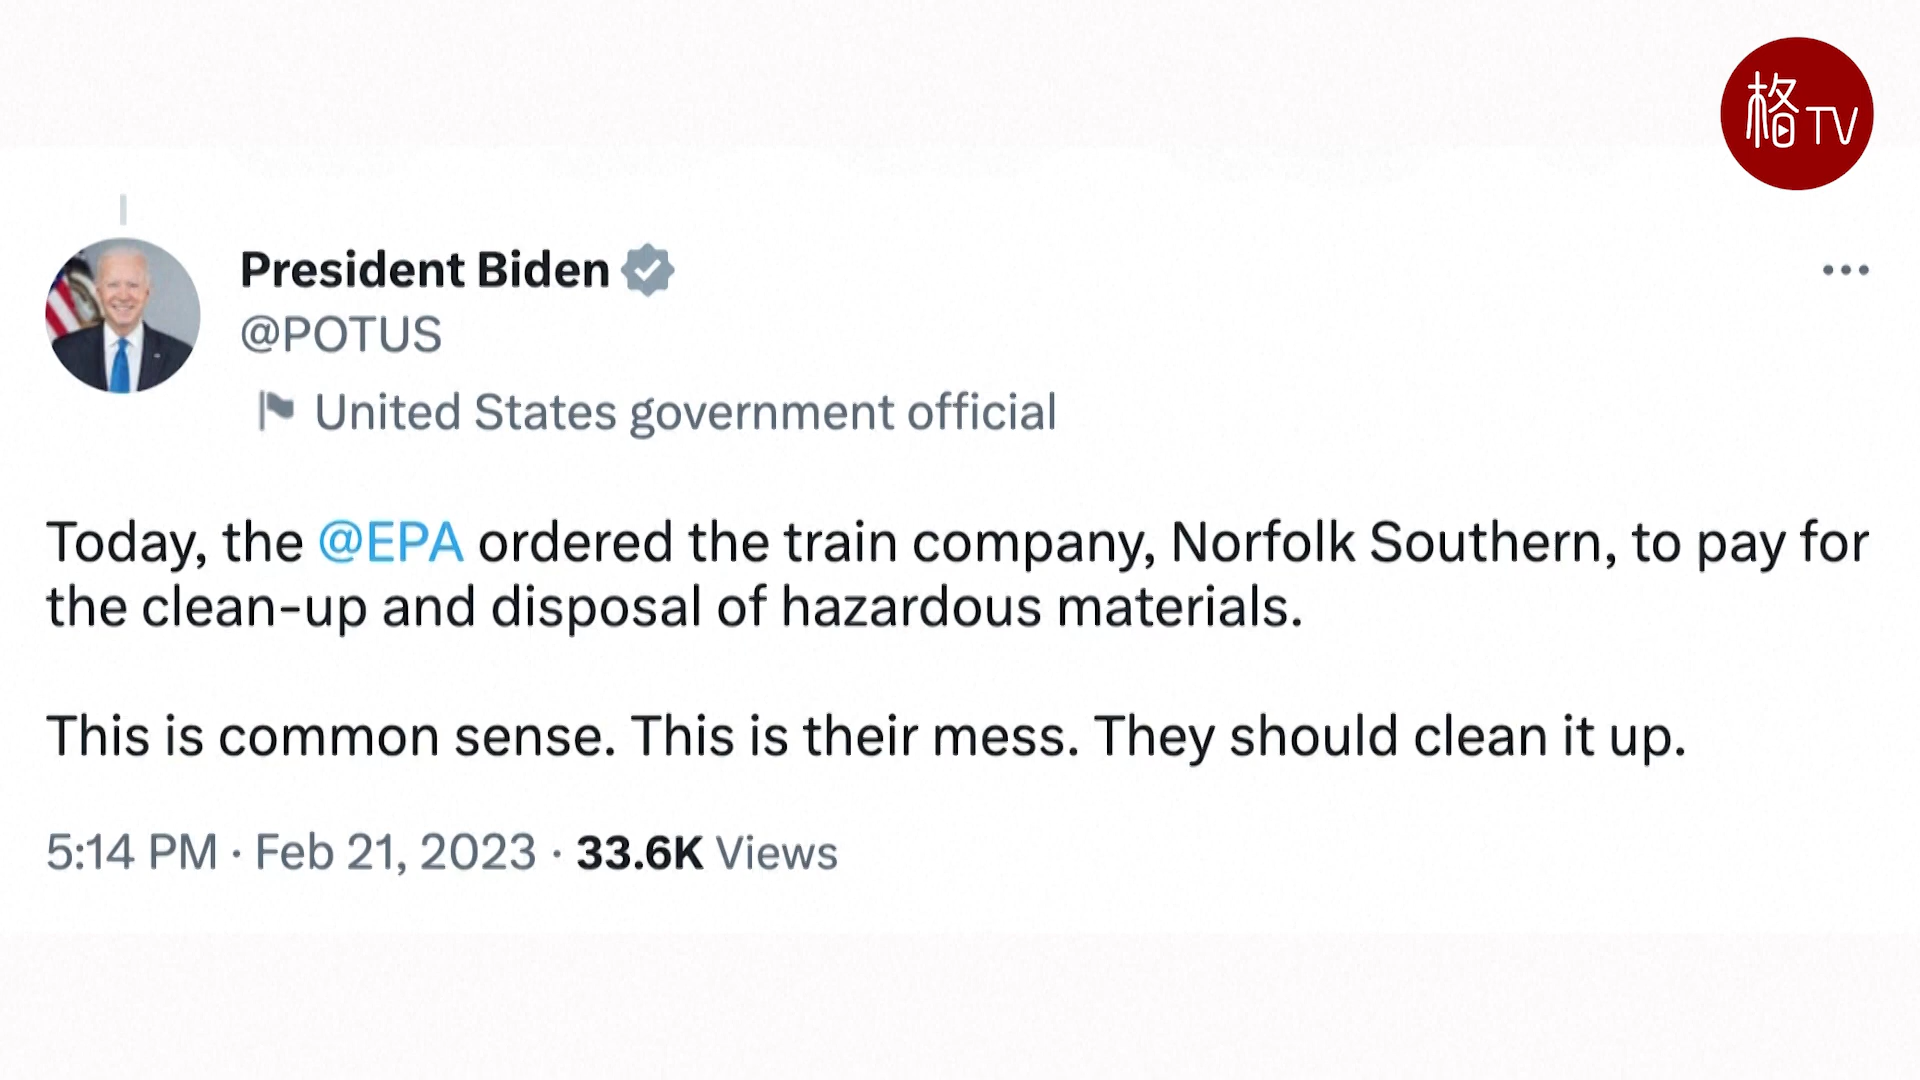 格TV
President Biden
@POTUS
United States government official
Today, the @EPA ordered the train company, Norfolk Southern, to pay for
the clean-up and disposal of hazardous materials.
This is common sense. This is their mess. They should clean it up.
5:14 PM · Feb 21, 2023 · 33.6K Views